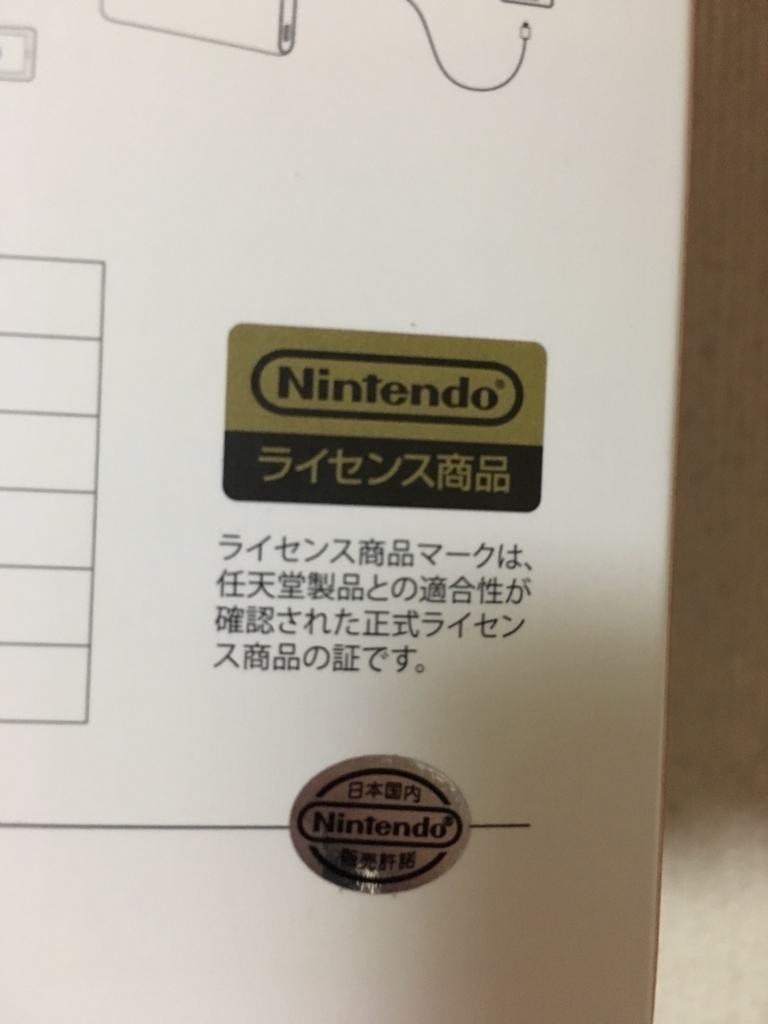 Nintendo®
ライセンス商品
ライセンス商品マークは、
任天堂製品との適合性が
確認された正式ライセン
ス商品の証です。
日本国内
Nintendo®
販売許諾